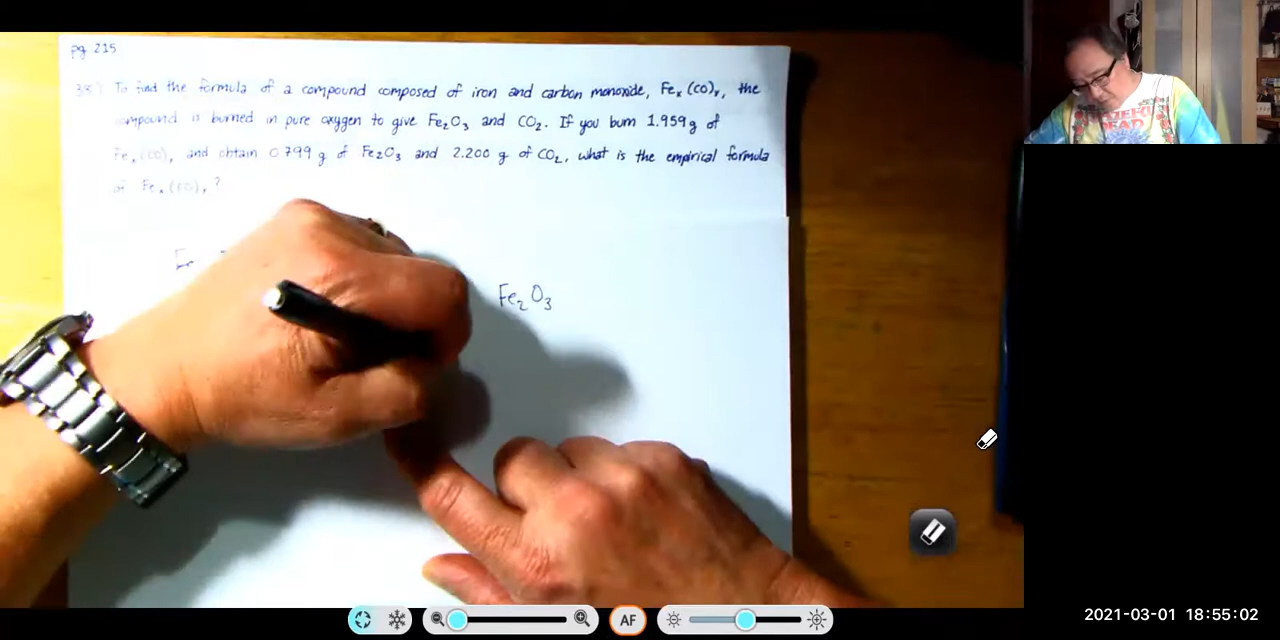 pg 215
38.) To find the formula of a compound composed of iron and carbon monoxide, Feₓ(CO)ᵧ, the
compound is burned in pure oxygen to give Fe₂O₃ and CO₂. If you burn 1.959 g of
Feₓ(CO)ᵧ and obtain 0.799 g of Fe₂O₃ and 2.200 g of CO₂, what is the empirical formula
of Feₓ(CO)ᵧ?
Fe
Fe₂O₃
AF
2021-03-01 18:55:02